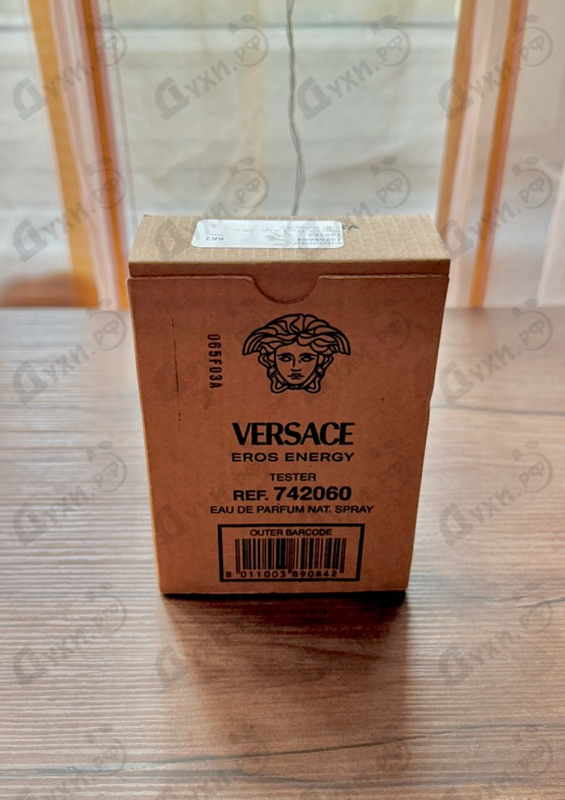 Духи.рф
NR2
065F03A
VERSACE
EROS ENERGY
TESTER
REF. 742060
EAU DE PARFUM NAT. SPRAY
OUTER BARCODE
8 011003 890842